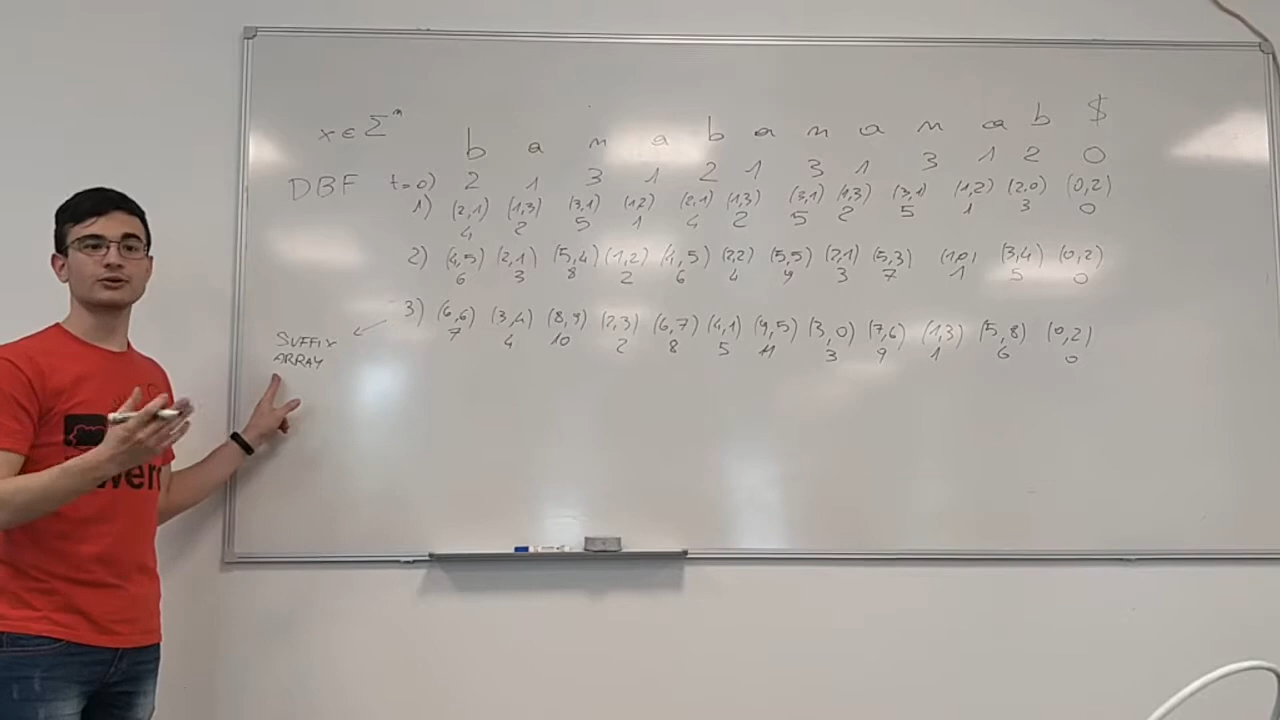 x ∈ Σⁿ b a n a b a n a n a b $
DBF t=0) 2 1 3 1 2 1 3 1 3 1 2 0
1) (2,1) (1,3) (3,1) (1,2) (2,1) (1,3) (3,1) (1,3) (3,1) (1,2) (2,0) (0,2)
4 2 5 1 4 2 5 2 5 1 3 0
2) (4,5) (2,1) (5,4) (1,2) (4,5) (2,2) (5,5) (2,1) (5,3) (1,0) (3,4) (0,2)
6 3 8 2 6 4 9 3 7 1 5 0
3) (6,6) (3,4) (8,9) (2,3) (6,7) (4,1) (9,5) (3,0) (7,6) (1,3) (5,8) (0,2)
7 4 10 2 8 5 11 3 9 1 6 0
SUFFIX
ARRAY